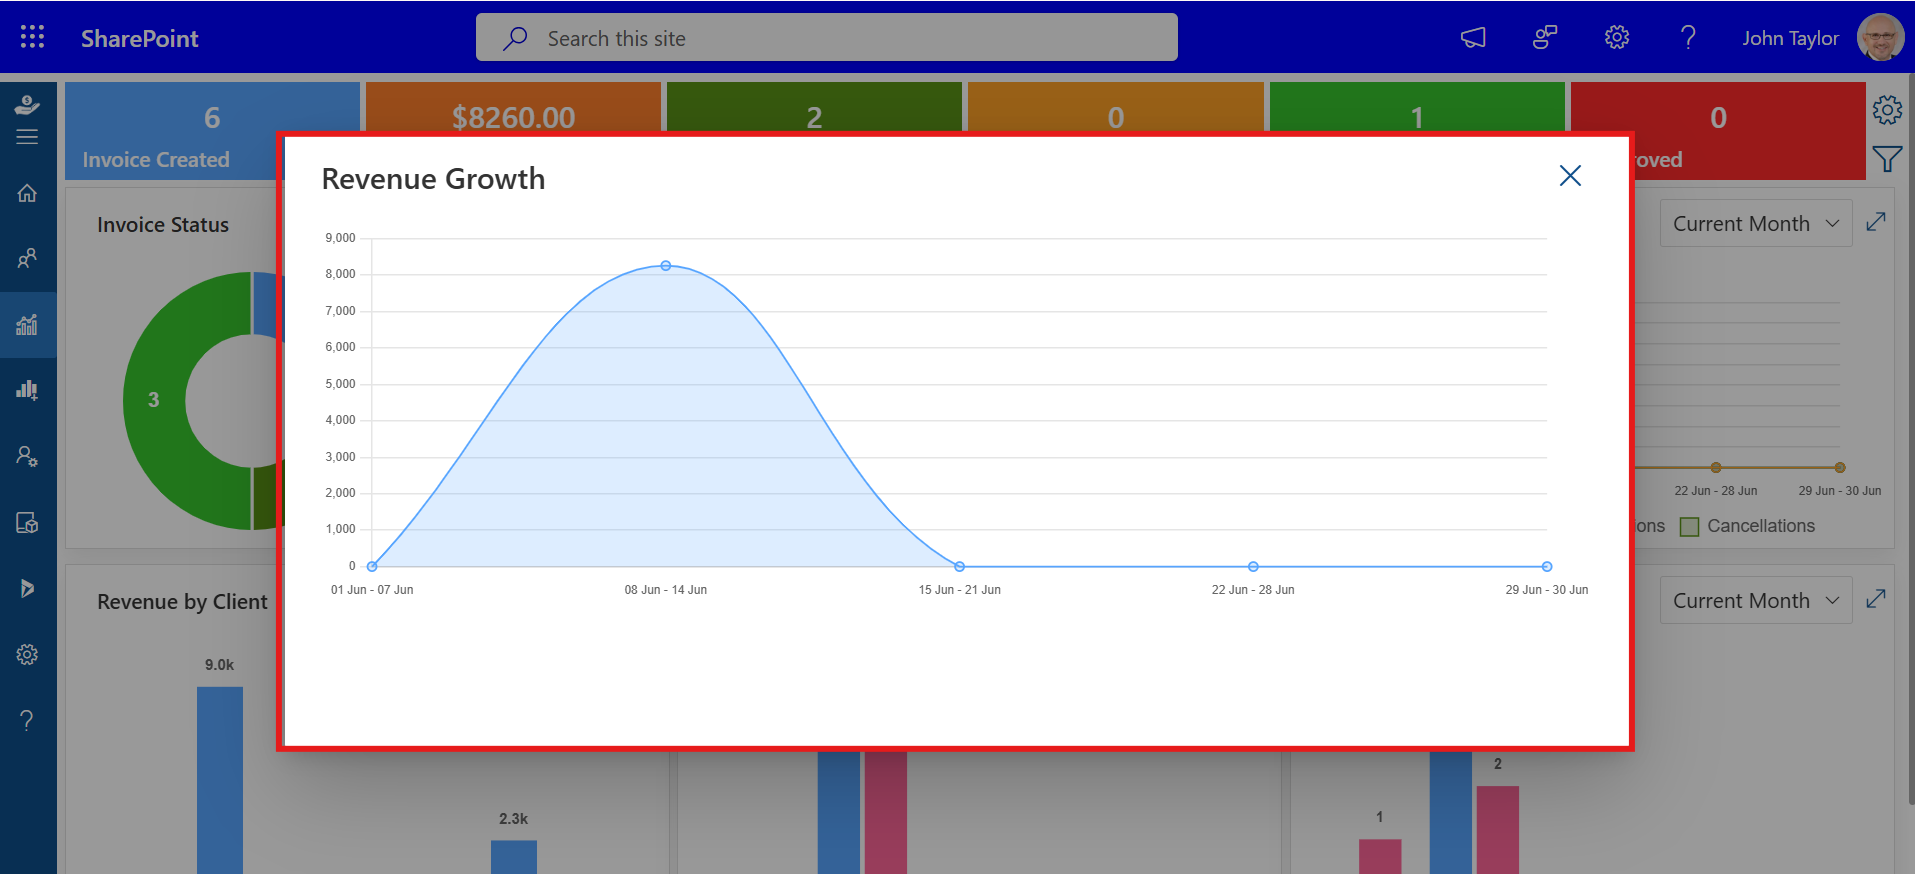 SharePoint
Search this site
John Taylor
6
$8260.00
2
0
1
0
Invoice Created
oved
Revenue Growth
Invoice Status
3
Current Month
9,000
8,000
7,000
6,000
5,000
4,000
3,000
2,000
1,000
0
01 Jun - 07 Jun
08 Jun - 14 Jun
15 Jun - 21 Jun
22 Jun - 28 Jun
29 Jun - 30 Jun
22 Jun - 28 Jun
29 Jun - 30 Jun
ons
Cancellations
Revenue by Client
Current Month
9.0k
2.3k
1
2